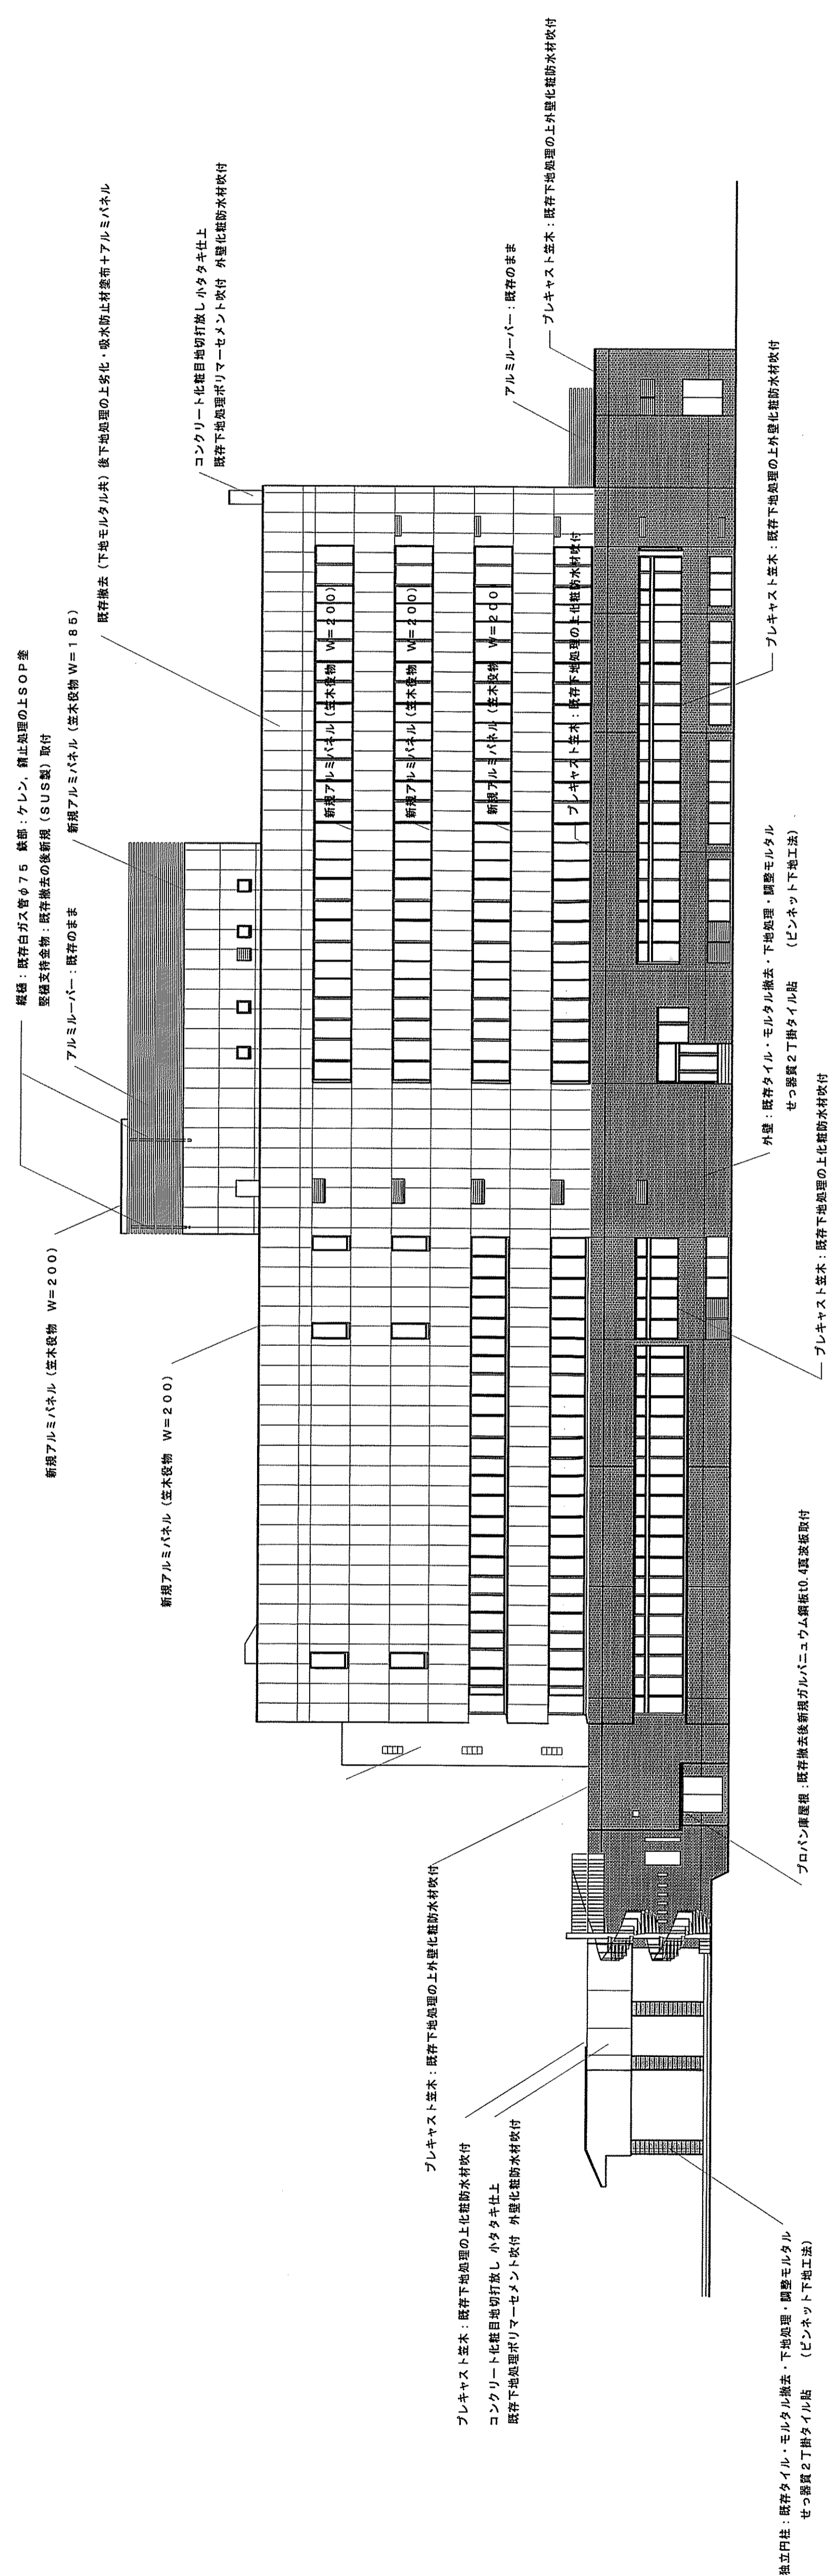 縦樋：既存白ガス管φ７５　鉄部：ケレン，錆止処理の上ＳＯＰ塗
竪樋支持金物：既存撤去の後新規（ＳＵＳ製）取付
アルミルーバー：既存のまま
新規アルミパネル（笠木役物 Ｗ＝１８５）
既存撤去（下地モルタル共）後下地処理の上劣化・吸水防止材塗布＋アルミパネル
新規アルミパネル（笠木役物　Ｗ＝２００）
新規アルミパネル（笠木役物　Ｗ＝２００）
コンクリート化粧目地切打放し小タタキ仕上
既存下地処理ポリマーセメント吹付　外壁化粧防水材吹付
新規アルミパネル（笠木役物　Ｗ＝２００）
新規アルミパネル（笠木役物　Ｗ＝２００）
新規アルミパネル（笠木役物　Ｗ＝２００）
アルミルーバー：既存のまま
プレキャスト笠木：既存下地処理の上外壁化粧防水材吹付
プレキャスト笠木：既存下地処理の上化粧防水材吹付
プレキャスト笠木：既存下地処理の上外壁化粧防水材吹付
プレキャスト笠木：既存下地処理の上化粧防水材吹付
コンクリート化粧目地切打放し 小タタキ仕上
既存下地処理ポリマーセメント吹付　外壁化粧防水材吹付
独立円柱：既存タイル・モルタル撤去・下地処理・調整モルタル
せっ器質２丁掛タイル貼　（ピンネット下地工法）
プロパン庫屋根：既存撤去後新規ガルバニュウム鋼板t0.4真波板取付
プレキャスト笠木：既存下地処理の上化粧防水材吹付
外壁：既存タイル・モルタル撤去・下地処理・調整モルタル
せっ器質２丁掛タイル貼　（ピンネット下地工法）
プレキャスト笠木：既存下地処理の上外壁化粧防水材吹付